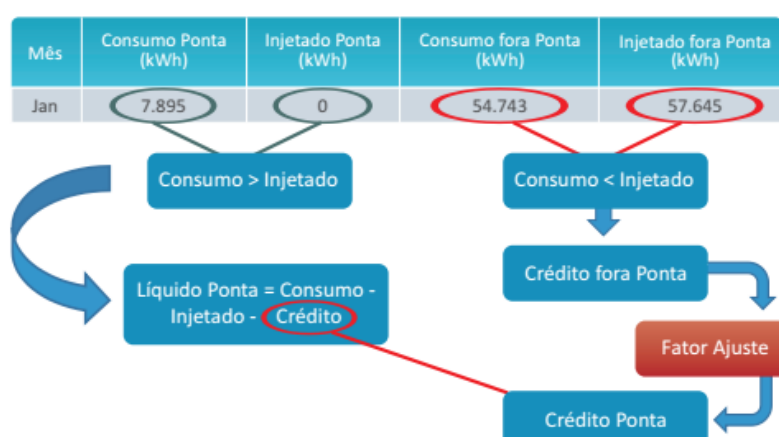 Mês
Consumo Ponta
(kWh)
Injetado Ponta
(kWh)
Consumo fora Ponta
(kWh)
Injetado fora Ponta
(kWh)
Jan
7.895
0
54.743
57.645
Consumo > Injetado
Consumo < Injetado
Crédito fora Ponta
Líquido Ponta = Consumo -
Injetado - Crédito
Fator Ajuste
Crédito Ponta